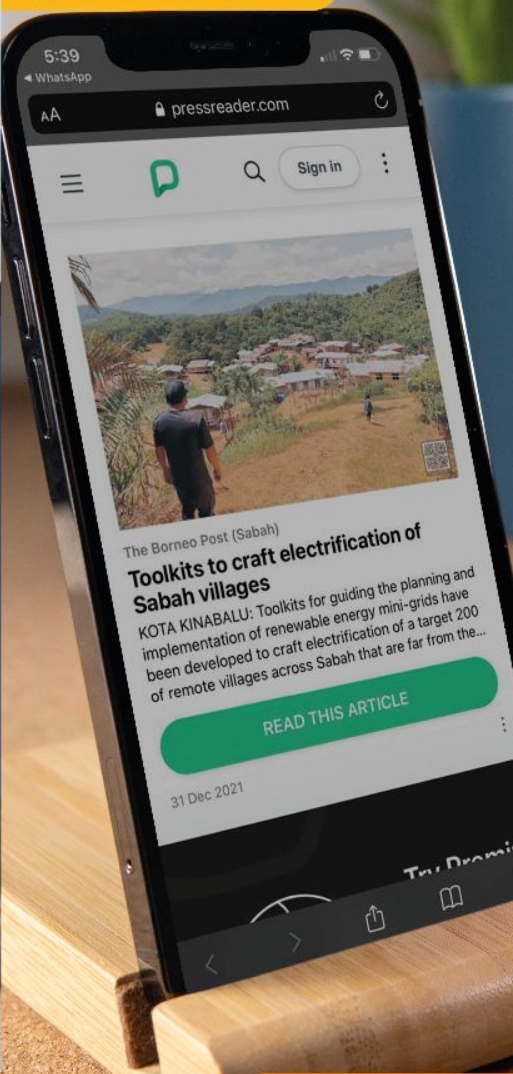 5:39
WhatsApp
AA
pressreader.com
Sign in
The Borneo Post (Sabah)
Toolkits to craft electrification of
Sabah villages
KOTA KINABALU: Toolkits for guiding the planning and
implementation of renewable energy mini-grids have
been developed to craft electrification of a target 200
of remote villages across Sabah that are far from the...
READ THIS ARTICLE
31 Dec 2021
Try